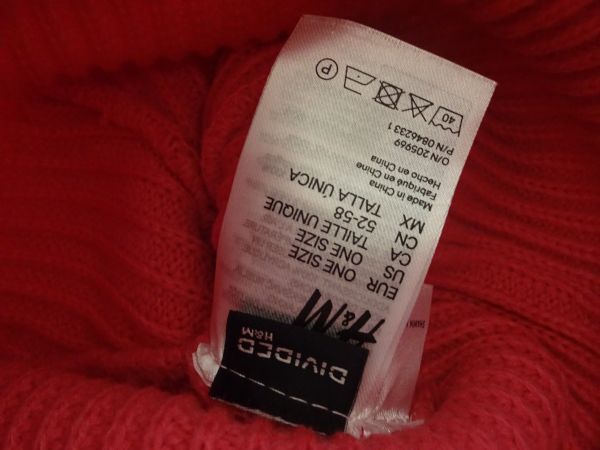 DIVIDED
H&M
H&M
EUR ONE SIZE
US ONE SIZE
CA TAILLE UNIQUE
CN 52-58
MX TALLA ÚNICA
Made in China
Fabriqué en Chine
Hecho en China
O/N 205969
P/N 0846233 1
40
P